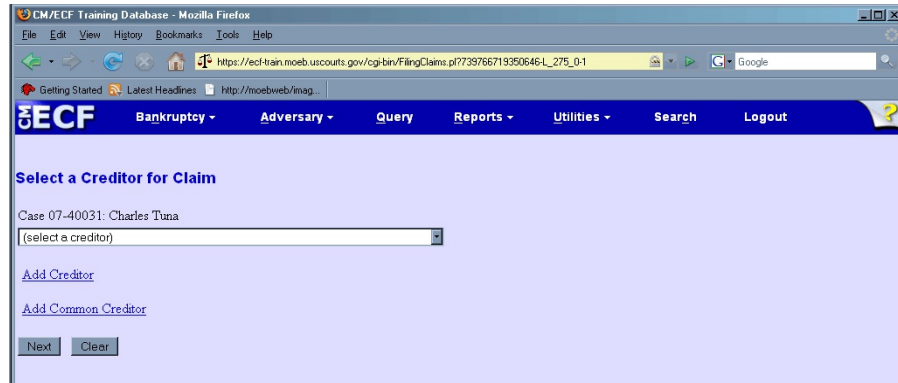 CM/ECF Training Database - Mozilla Firefox
File Edit View History Bookmarks Tools Help
https://ecf-train.moeb.uscourts.gov/cgi-bin/FilingClaims.pl?739766719350646-L_275_0-1
G Google
Getting Started Latest Headlines http://moebweb/imag...
CM ECF Bankruptcy Adversary Query Reports Utilities Search Logout ?
Select a Creditor for Claim
Case 07-40031: Charles Tuna
(select a creditor)
Add Creditor
Add Common Creditor
Next Clear